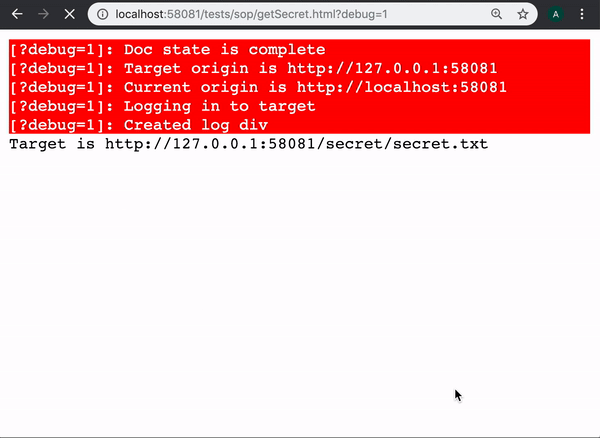 localhost:58081/tests/sop/getSecret.html?debug=1
A
[?debug=1]: Doc state is complete
[?debug=1]: Target origin is http://127.0.0.1:58081
[?debug=1]: Current origin is http://localhost:58081
[?debug=1]: Logging in to target
[?debug=1]: Created log div
Target is http://127.0.0.1:58081/secret/secret.txt